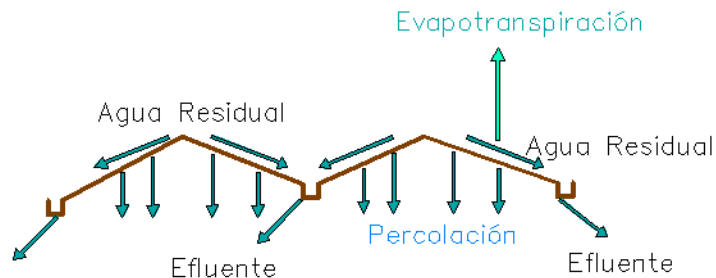 Evapotranspiración
Agua Residual
Agua Residual
Percolación
Efluente
Efluente